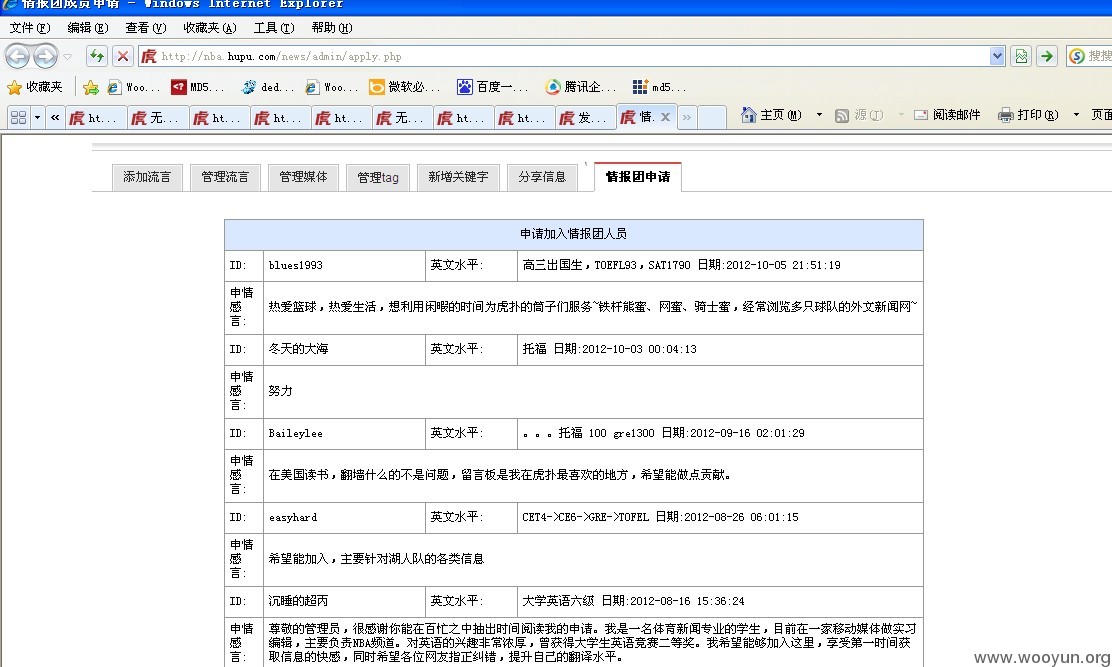 情报团成员申请 - Windows Internet Explorer
文件(F) 编辑(E) 查看(V) 收藏夹(A) 工具(T) 帮助(H)
http://nba.hupu.com/news/admin/apply.php 搜搜
收藏夹 Woo... MD5... ded... Woo... 微软必... 百度一... 腾讯企... md5...
ht... 无... ht... ht... ht... 无... ht... ht... 发... 情. 主页(M) 源(J) 阅读邮件 打印(R) 页面
添加流言 管理流言 管理媒体 管理tag 新增关键字 分享信息 情报团申请
申请加入情报团人员
ID: blues1993 英文水平: 高三出国生，TOEFL93，SAT1790 日期:2012-10-05 21:51:19
申情感言: 热爱篮球，热爱生活，想利用闲暇的时间为虎扑的筒子们服务~铁杆熊蜜、网蜜、骑士蜜，经常浏览多只球队的外文新闻网~
ID: 冬天的大海 英文水平: 托福 日期:2012-10-03 00:04:13
申情感言: 努力
ID: Baileylee 英文水平: 。。。托福 100 gre1300 日期:2012-09-16 02:01:29
申情感言: 在美国读书，翻墙什么的不是问题，留言板是我在虎扑最喜欢的地方，希望能做点贡献。
ID: easyhard 英文水平: CET4->CE6->GRE->TOFEL 日期:2012-08-26 06:01:15
申情感言: 希望能加入，主要针对湖人队的各类信息
ID: 沉睡的超丙 英文水平: 大学英语六级 日期:2012-08-16 15:36:24
申情感言: 尊敬的管理员，很感谢你能在百忙之中抽出时间阅读我的申请。我是一名体育新闻专业的学生，目前在一家移动媒体做实习
编辑，主要负责NBA频道。对英语的兴趣非常浓厚，曾获得大学生英语竞赛二等奖。我希望能够加入这里，享受第一时间获
取信息的快感，同时希望各位网友指正纠错，提升自己的翻译水平。
www.wooyun.org